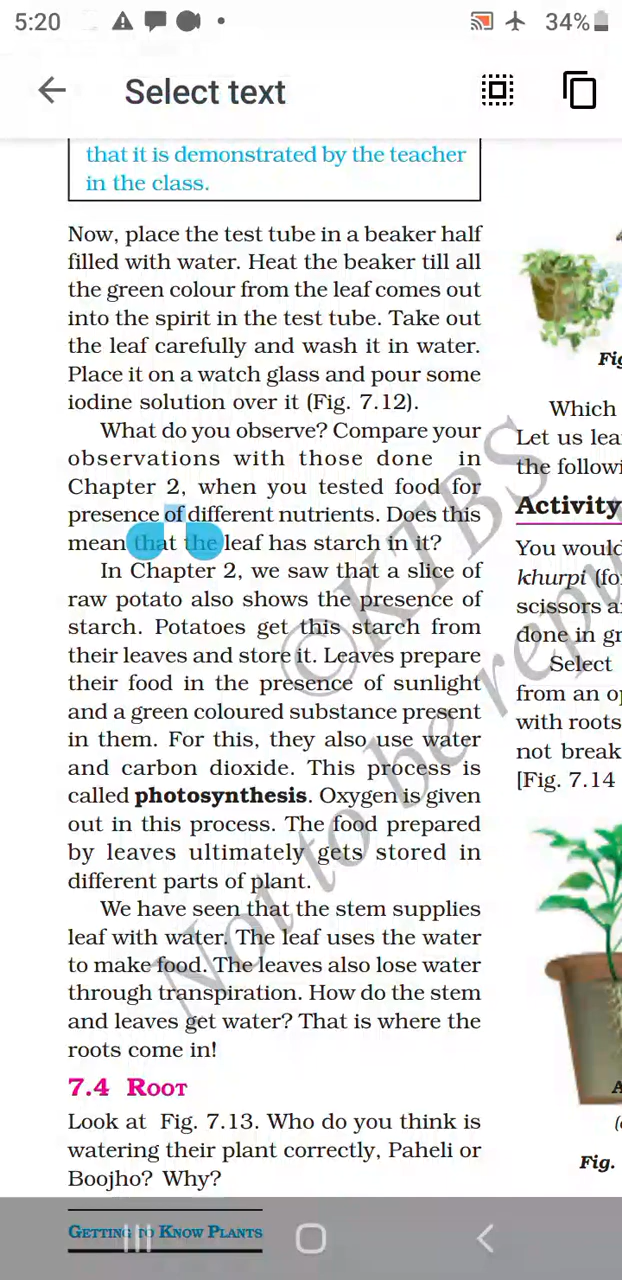 5:20
34%
Select text
that it is demonstrated by the teacher
in the class.
Now, place the test tube in a beaker half
filled with water. Heat the beaker till all
the green colour from the leaf comes out
into the spirit in the test tube. Take out
the leaf carefully and wash it in water.
Place it on a watch glass and pour some
iodine solution over it (Fig. 7.12).
What do you observe? Compare your
observations with those done in
Chapter 2, when you tested food for
presence of different nutrients. Does this
mean that the leaf has starch in it?
In Chapter 2, we saw that a slice of
raw potato also shows the presence of
starch. Potatoes get this starch from
their leaves and store it. Leaves prepare
their food in the presence of sunlight
and a green coloured substance present
in them. For this, they also use water
and carbon dioxide. This process is
called photosynthesis. Oxygen is given
out in this process. The food prepared
by leaves ultimately gets stored in
different parts of plant.
We have seen that the stem supplies
leaf with water. The leaf uses the water
to make food. The leaves also lose water
through transpiration. How do the stem
and leaves get water? That is where the
roots come in!
7.4 ROOT
Look at Fig. 7.13. Who do you think is
watering their plant correctly, Paheli or
Boojho? Why?
GETTING TO KNOW PLANTS
Which
Let us
the
Activity
You
khurpi
scissors
done in
Select
from an
with roots
not break
[Fig. 7.14
Fig.
©KTBS
Not to be